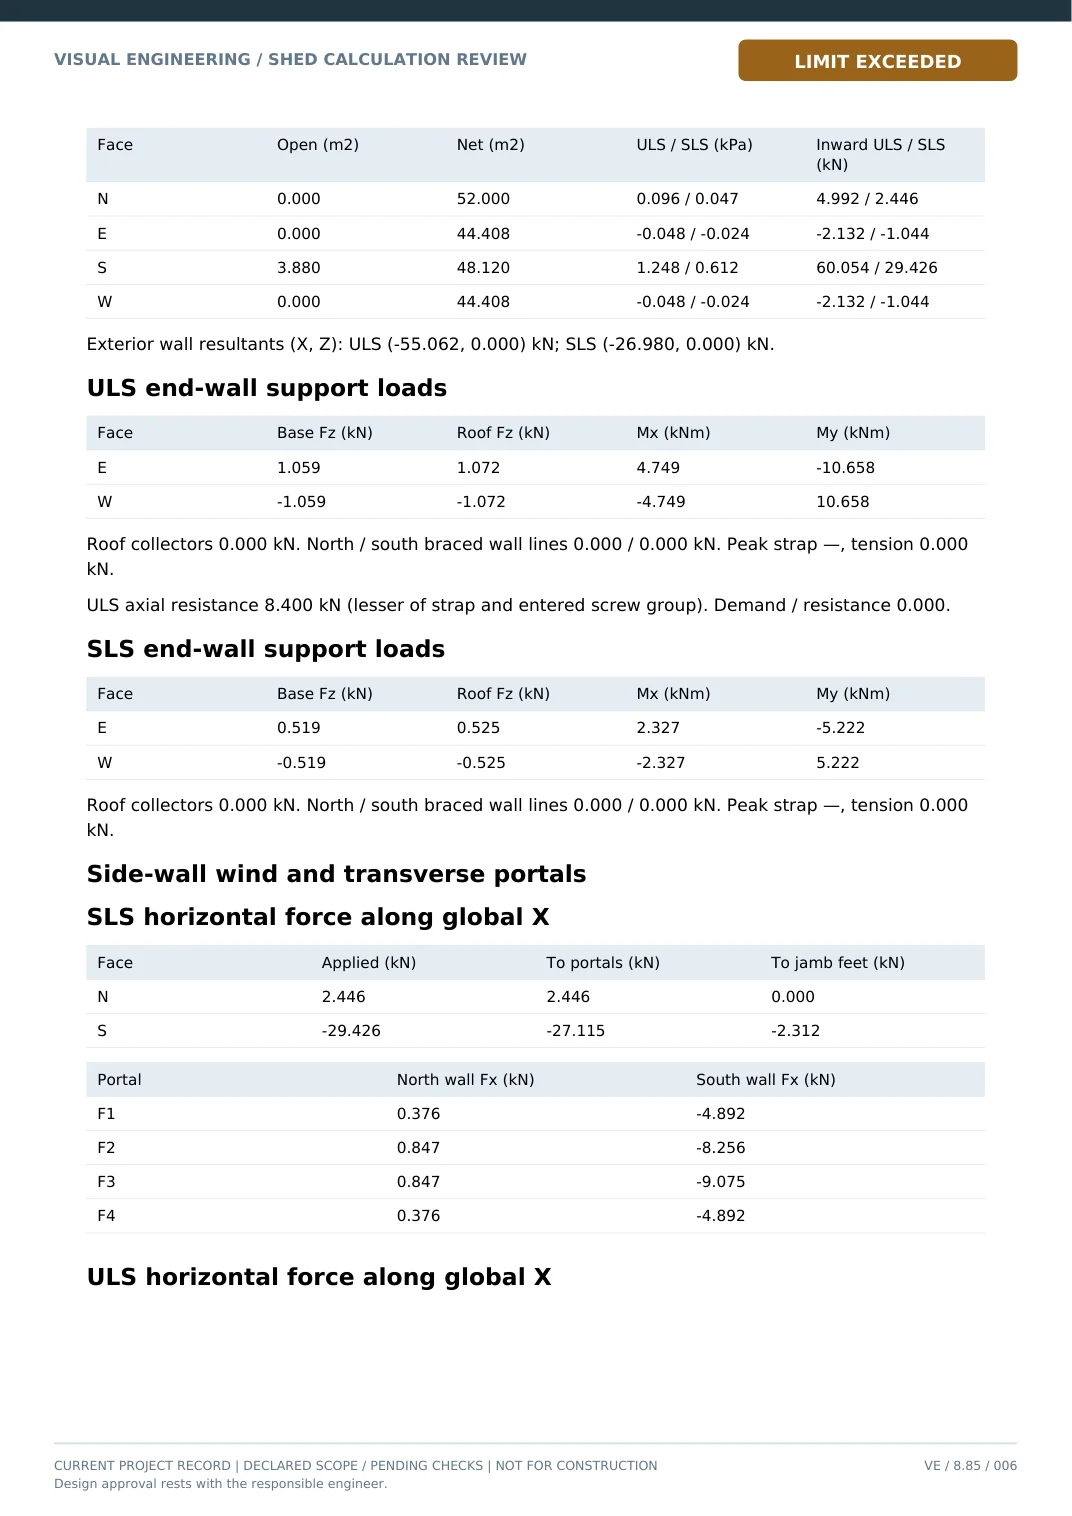 VISUAL ENGINEERING / SHED CALCULATION REVIEW
LIMIT EXCEEDED
Face Open (m2) Net (m2) ULS / SLS (kPa) Inward ULS / SLS (kN)
N 0.000 52.000 0.096 / 0.047 4.992 / 2.446
E 0.000 44.408 -0.048 / -0.024 -2.132 / -1.044
S 3.880 48.120 1.248 / 0.612 60.054 / 29.426
W 0.000 44.408 -0.048 / -0.024 -2.132 / -1.044
Exterior wall resultants (X, Z): ULS (-55.062, 0.000) kN; SLS (-26.980, 0.000) kN.
ULS end-wall support loads
Face Base Fz (kN) Roof Fz (kN) Mx (kNm) My (kNm)
E 1.059 1.072 4.749 -10.658
W -1.059 -1.072 -4.749 10.658
Roof collectors 0.000 kN. North / south braced wall lines 0.000 / 0.000 kN. Peak strap —, tension 0.000
kN.
ULS axial resistance 8.400 kN (lesser of strap and entered screw group). Demand / resistance 0.000.
SLS end-wall support loads
Face Base Fz (kN) Roof Fz (kN) Mx (kNm) My (kNm)
E 0.519 0.525 2.327 -5.222
W -0.519 -0.525 -2.327 5.222
Roof collectors 0.000 kN. North / south braced wall lines 0.000 / 0.000 kN. Peak strap —, tension 0.000
kN.
Side-wall wind and transverse portals
SLS horizontal force along global X
Face Applied (kN) To portals (kN) To jamb feet (kN)
N 2.446 2.446 0.000
S -29.426 -27.115 -2.312
Portal North wall Fx (kN) South wall Fx (kN)
F1 0.376 -4.892
F2 0.847 -8.256
F3 0.847 -9.075
F4 0.376 -4.892
ULS horizontal force along global X
CURRENT PROJECT RECORD | DECLARED SCOPE / PENDING CHECKS | NOT FOR CONSTRUCTION
VE / 8.85 / 006
Design approval rests with the responsible engineer.